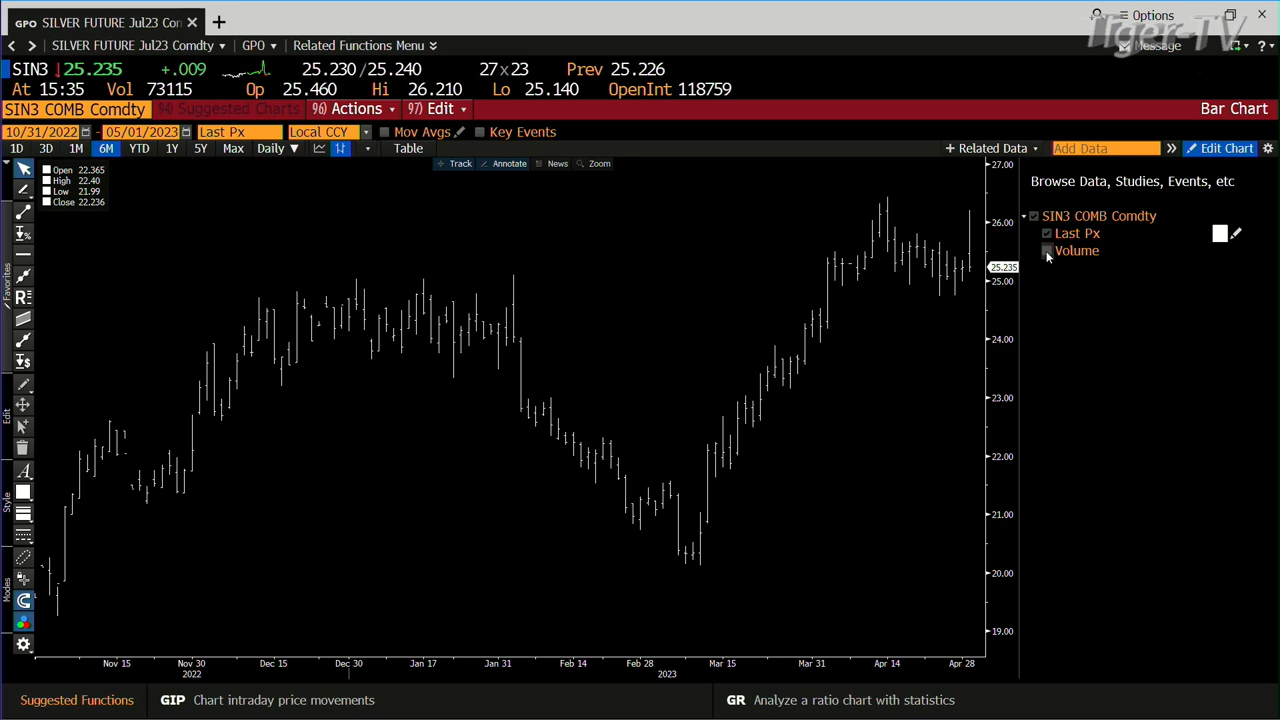 GPO SILVER FUTURE Jul23 Con
Options
SILVER FUTURE Jul23 Comdty GPO Related Functions Menu
Message
Tiger-TV
SIN3 ↓25.235 +.009 25.230/25.240 27x23 Prev 25.226
At 15:35 Vol 73115 Op 25.460 Hi 26.210 Lo 25.140 OpenInt 118759
SIN3 COMB Comdty 94) Suggested Charts 96) Actions 97) Edit Bar Chart
10/31/2022 - 05/01/2023 Last Px Local CCY Mov Avgs Key Events
1D 3D 1M 6M YTD 1Y 5Y Max Daily ▼ Table + Related Data Add Data » Edit Chart
Track Annotate News Zoom
Open 22.365
High 22.40
Low 21.99
Close 22.236
Browse Data, Studies, Events, etc
SIN3 COMB Comdty
Last Px
Volume
27.00
26.00
25.235
25.00
24.00
23.00
22.00
21.00
20.00
19.00
Favorites
Edit
Style
Modes
Nov 15 Nov 30 Dec 15 Dec 30 Jan 17 Jan 31 Feb 14 Feb 28 Mar 15 Mar 31 Apr 14 Apr 28
2022 2023
Suggested Functions GIP Chart intraday price movements GR Analyze a ratio chart with statistics